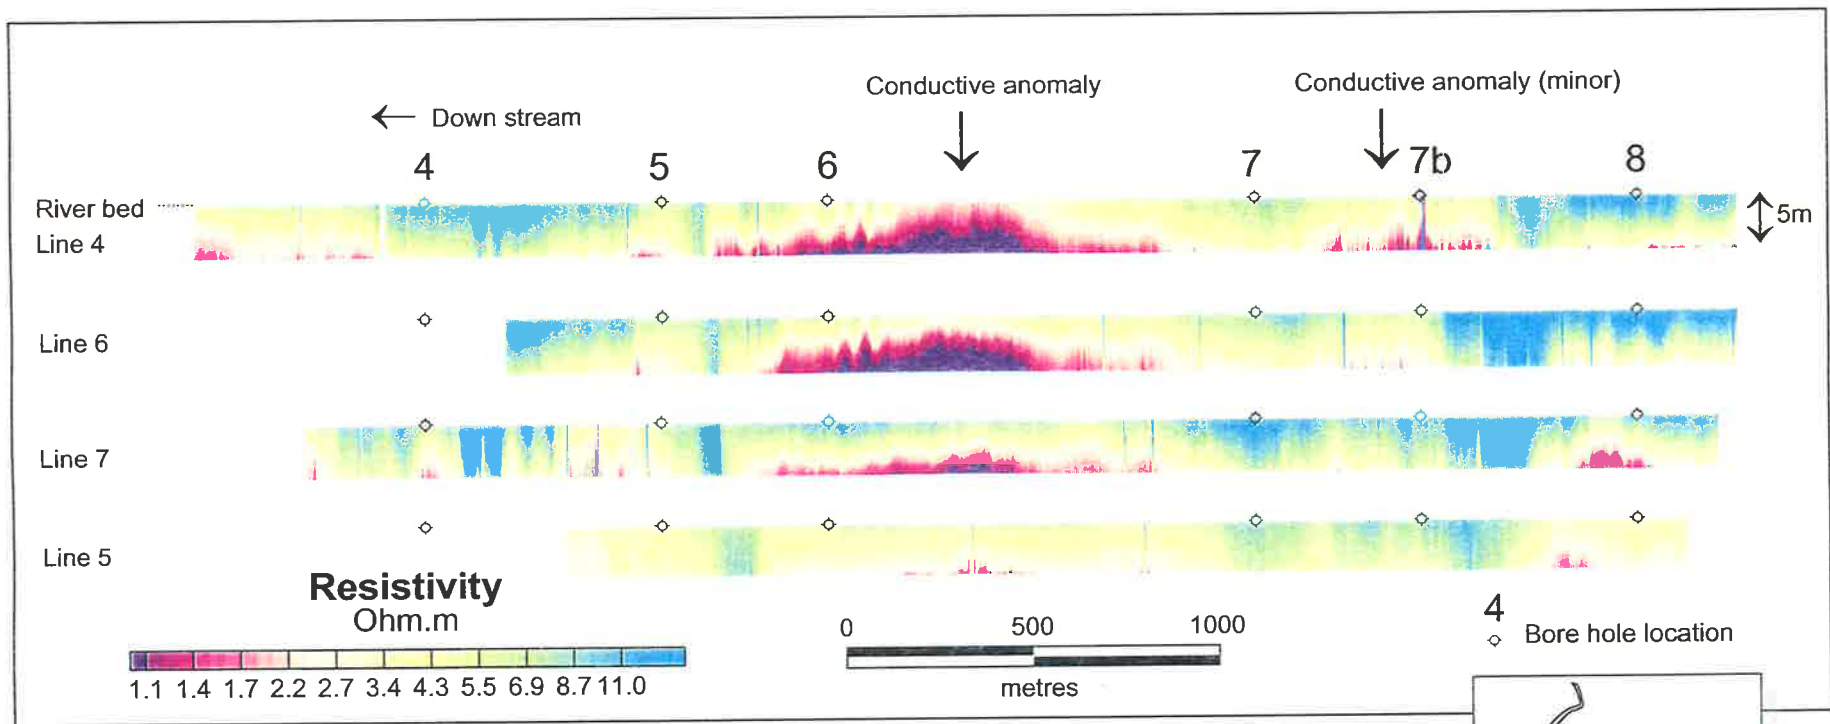 Conductive anomaly
Conductive anomaly (minor)
Down stream
4 5 6 7 7b 8
River bed
Line 4
5m
Line 6
Line 7
Line 5
Resistivity
Ohm.m
1.1 1.4 1.7 2.2 2.7 3.4 4.3 5.5 6.9 8.7 11.0
0 500 1000
metres
4
Bore hole location